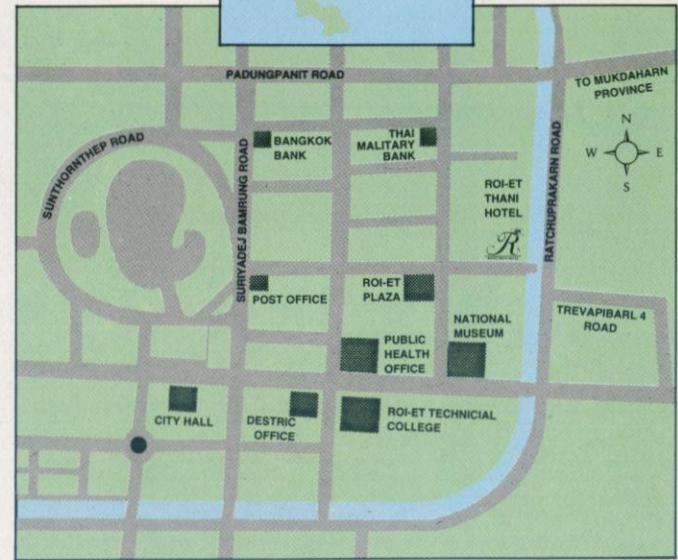 PADUNGPANIT ROAD
TO MUKDAHARN
PROVINCE
SUNTHORNTHEP ROAD
BANGKOK
BANK
THAI
MALITARY
BANK
SURIYADEJ BAMRUNG ROAD
RATCHUPRAKARN ROAD
N
W
E
S
ROI-ET
THANI
HOTEL
R
POST OFFICE
ROI-ET
PLAZA
NATIONAL
MUSEUM
TREVAPIBARL 4
ROAD
PUBLIC
HEALTH
OFFICE
CITY HALL
DESTRIC
OFFICE
ROI-ET TECHNICIAL
COLLEGE